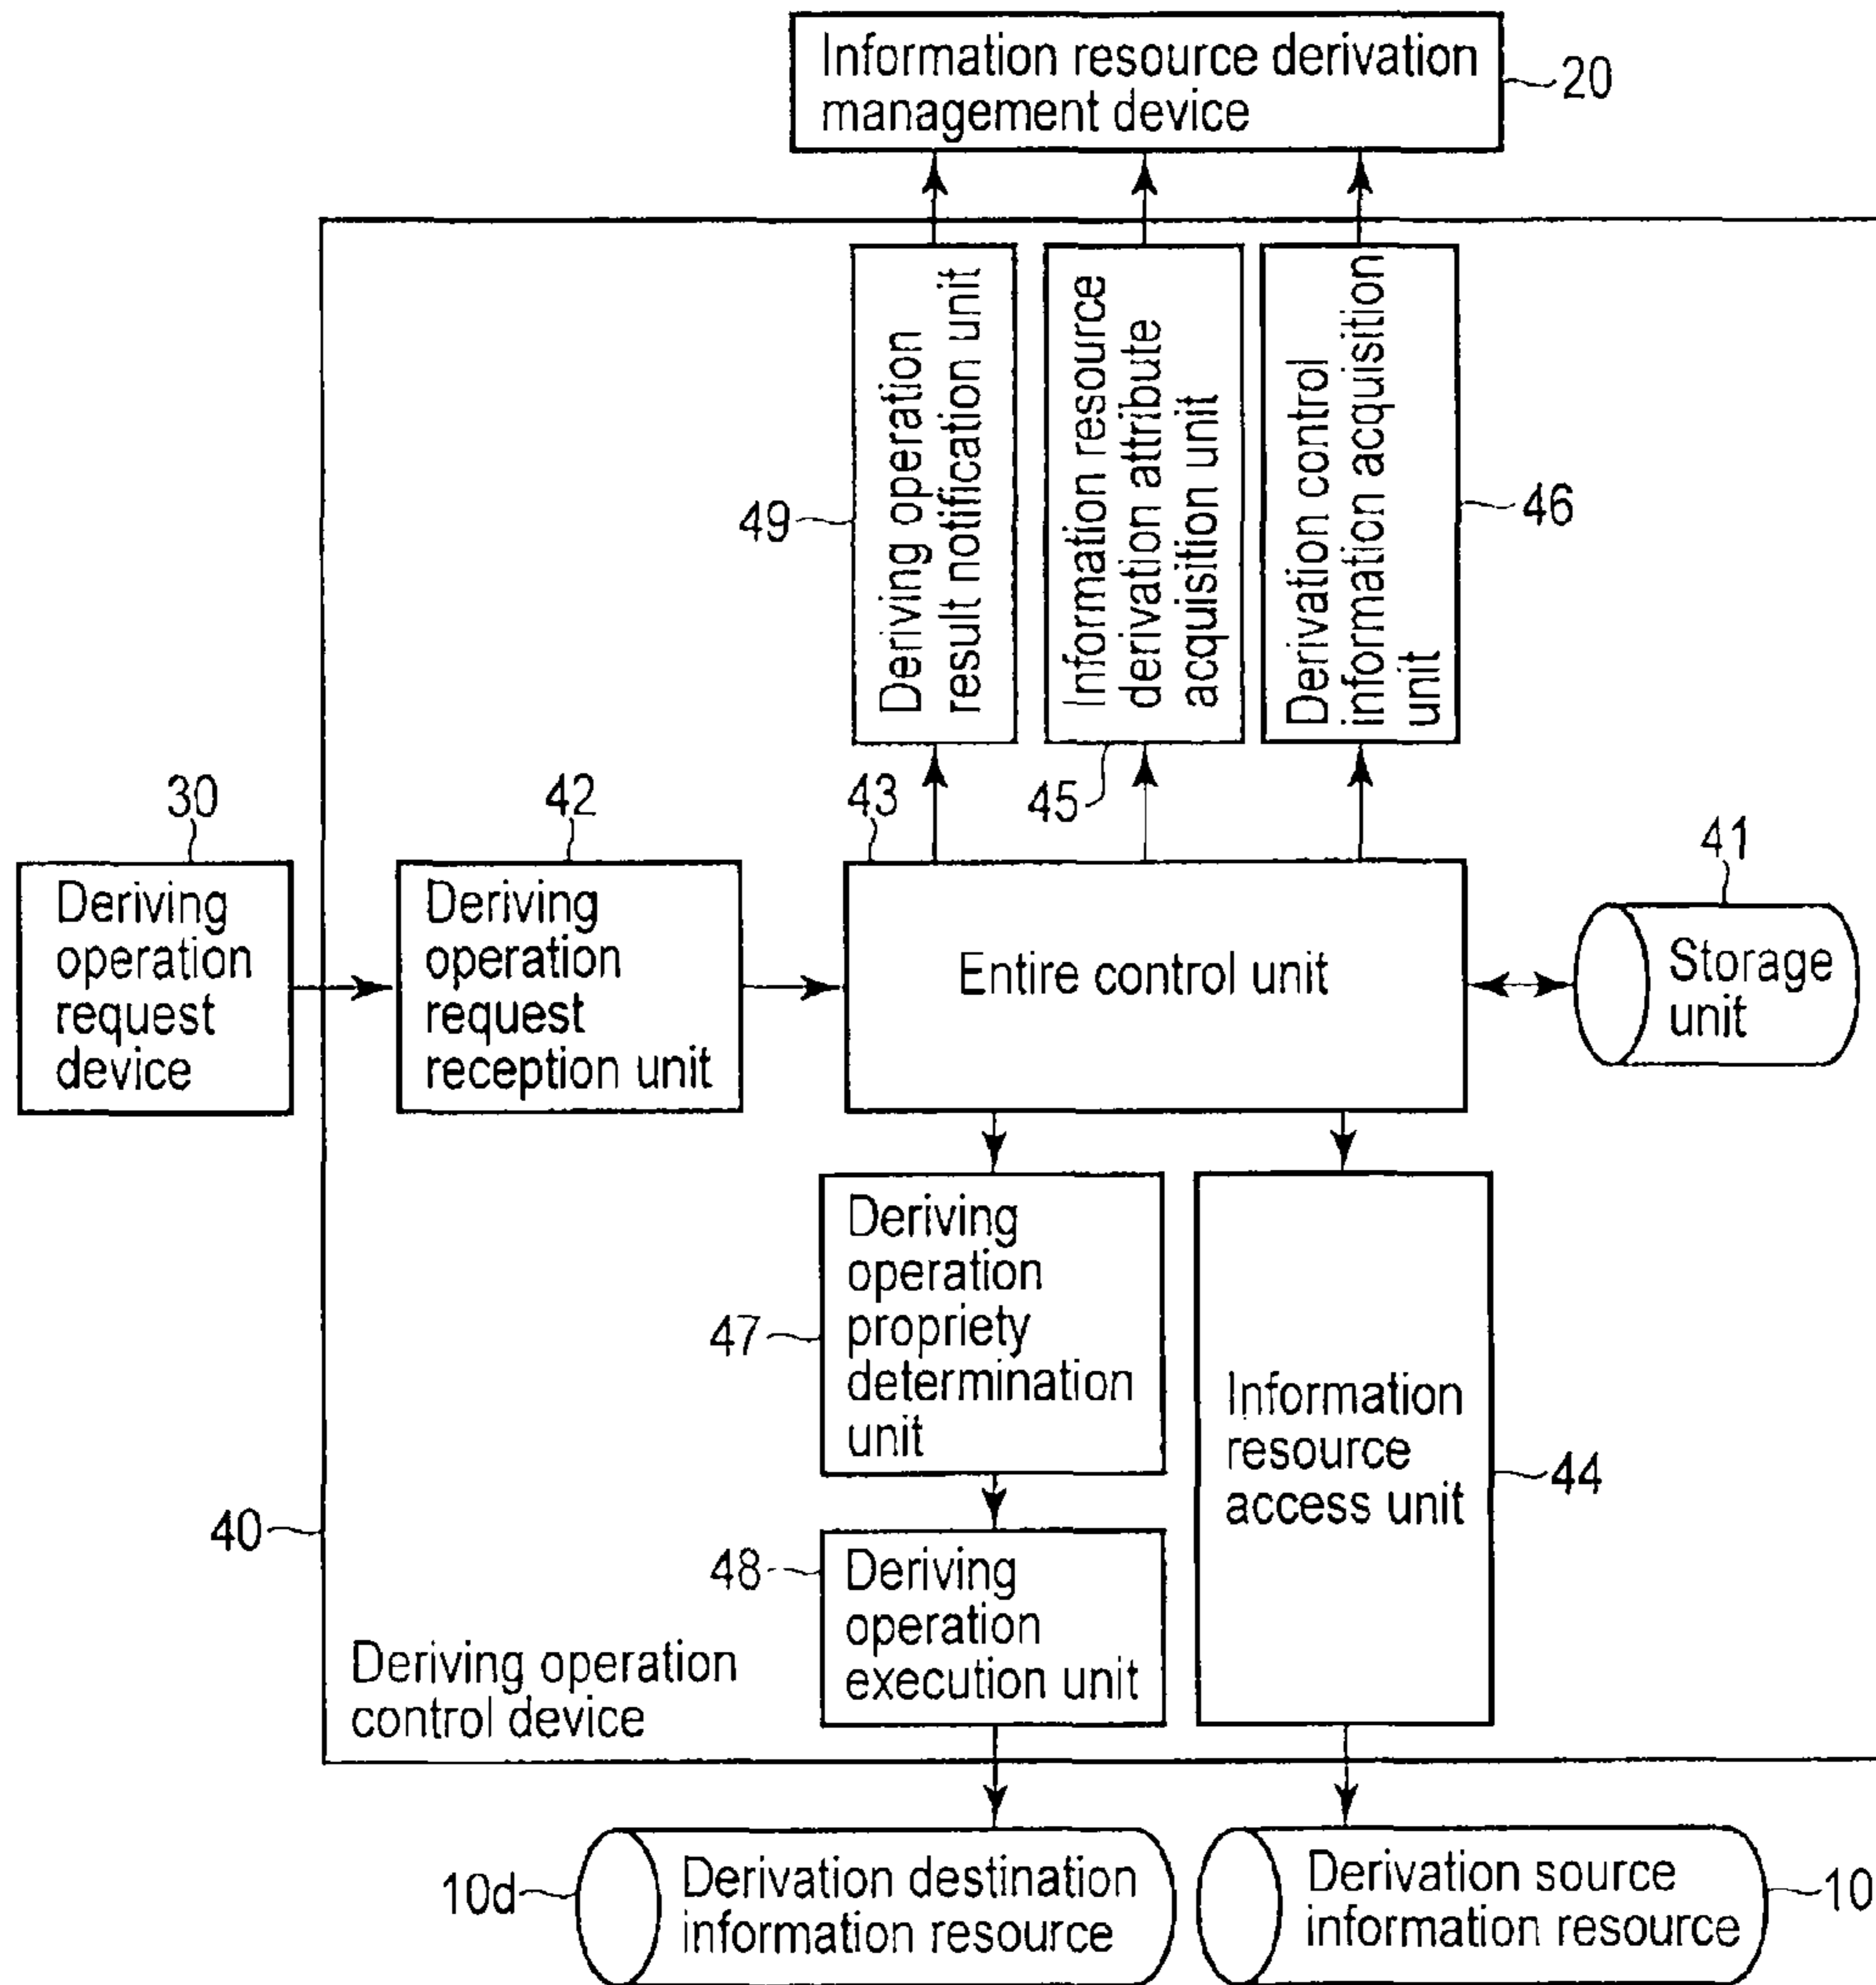 Information resource derivation
management device
20
Deriving operation
result notification unit
49
Information resource
derivation attribute
acquisition unit
45
Derivation control
information acquisition
unit
46
30
Deriving
operation
request
device
42
Deriving
operation
request
reception unit
43
Entire control unit
41
Storage
unit
Deriving
operation
propriety
determination
unit
47
Information
resource
access unit
44
40
48
Deriving
operation
execution unit
Deriving operation
control device
10d
Derivation destination
information resource
Derivation source
information resource
10